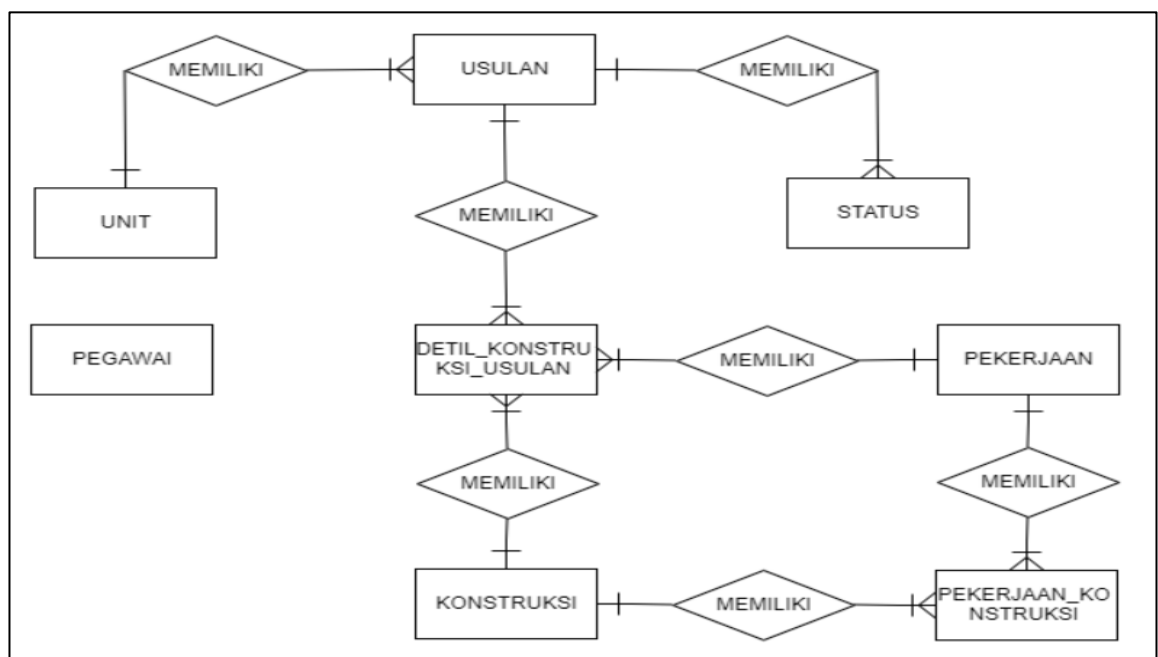 MEMILIKI
USULAN
MEMILIKI
UNIT
MEMILIKI
STATUS
PEGAWAI
DETIL_KONSTRU
KSI_USULAN
MEMILIKI
PEKERJAAN
MEMILIKI
MEMILIKI
KONSTRUKSI
MEMILIKI
PEKERJAAN_KO
NSTRUKSI